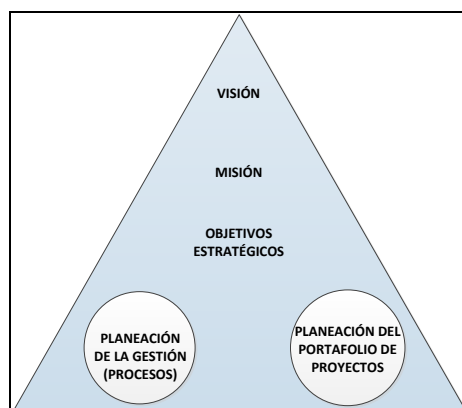 VISIÓN
MISIÓN
OBJETIVOS
ESTRATÉGICOS
PLANEACIÓN
DE LA GESTIÓN
(PROCESOS)
PLANEACIÓN DEL
PORTAFOLIO DE
PROYECTOS